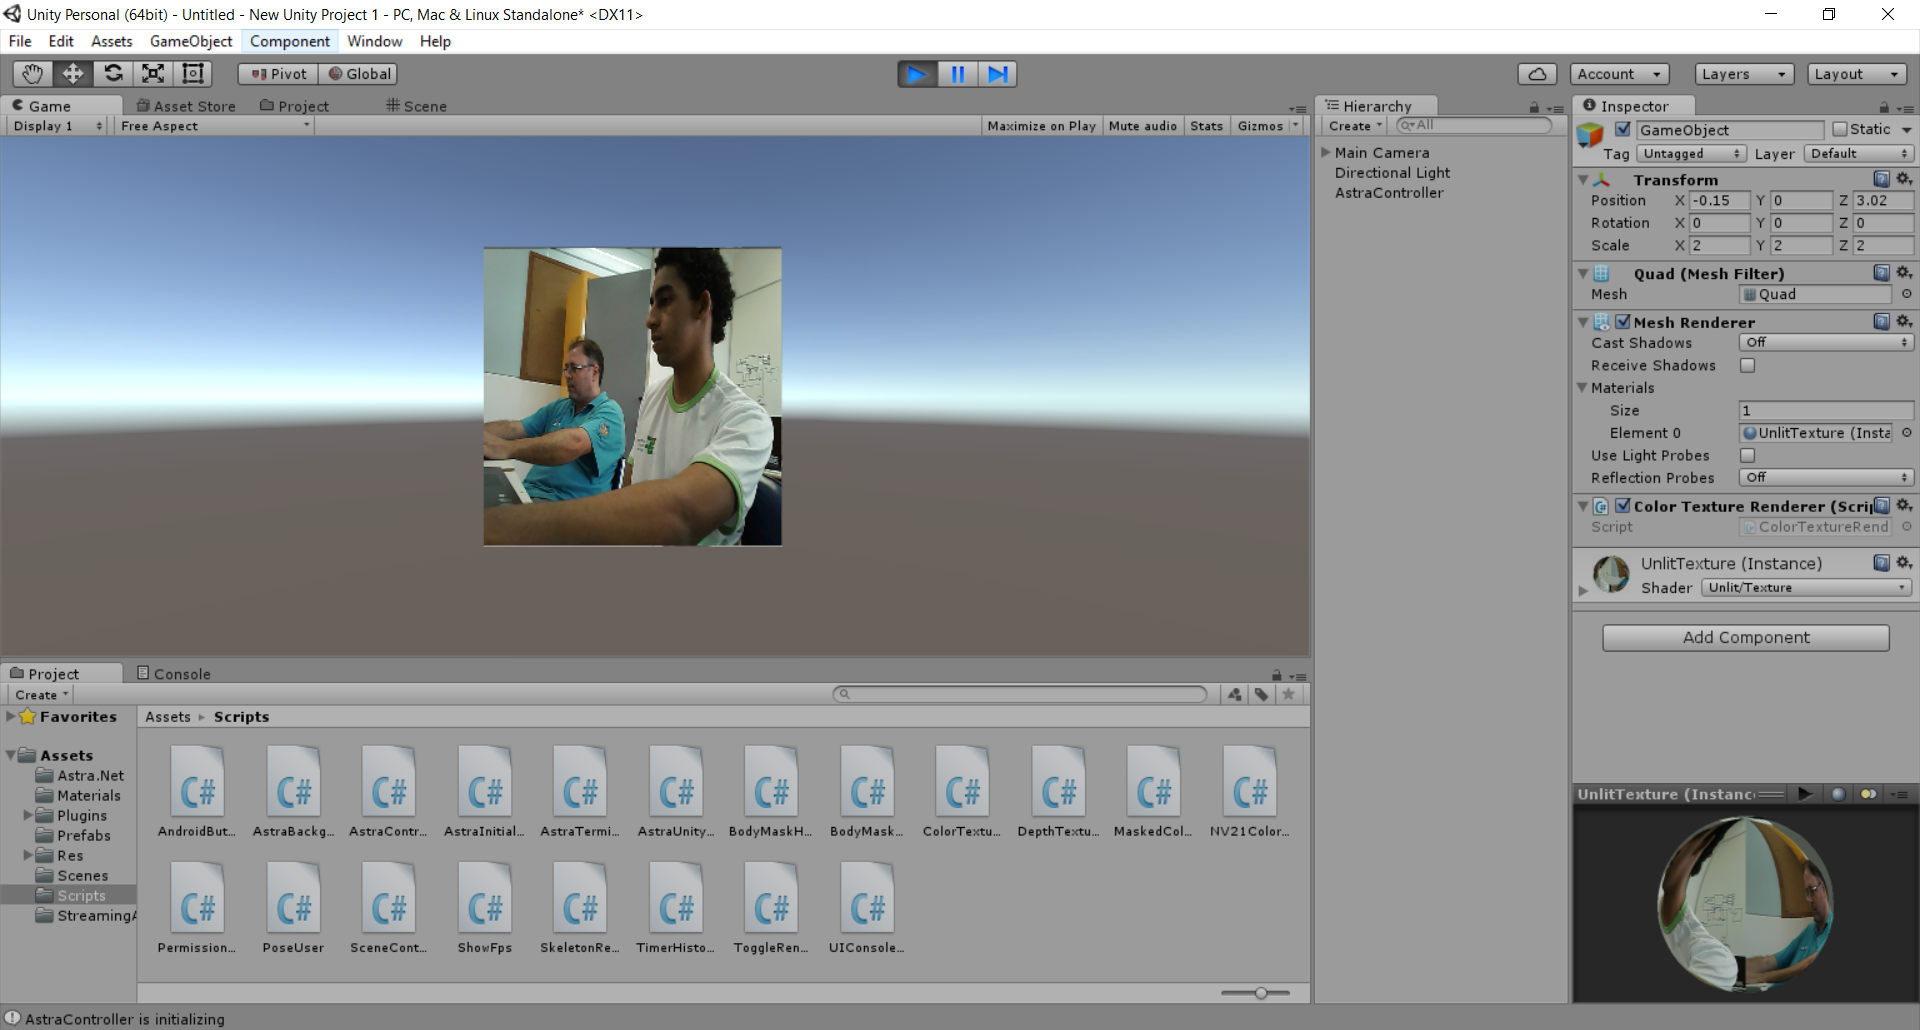 Unity Personal (64bit) - Untitled - New Unity Project 1 - PC, Mac & Linux Standalone* <DX11>
File Edit Assets GameObject Component Window Help
Pivot Global Account Layers Layout
Game Asset Store Project Scene
Display 1 Free Aspect Maximize on Play Mute audio Stats Gizmos
Hierarchy
Create All
Main Camera
Directional Light
AstraController
Inspector
GameObject Static
Tag Untagged Layer Default
Transform
Position X -0.15 Y 0 Z 3.02
Rotation X 0 Y 0 Z 0
Scale X 2 Y 2 Z 2
Quad (Mesh Filter)
Mesh Quad
Mesh Renderer
Cast Shadows Off
Receive Shadows
Materials
Size 1
Element 0 UnlitTexture (Insta
Use Light Probes
Reflection Probes Off
Color Texture Renderer (Scrip
Script ColorTextureRend
UnlitTexture (Instance)
Shader Unlit/Texture
Add Component
UnlitTexture (Instanc
Project Console
Create
Favorites
Assets
Astra.Net
Materials
Plugins
Prefabs
Res
Scenes
Scripts
StreamingA
Assets Scripts
C# C# C# C# C# C# C# C# C# C# C# C#
AndroidBut... AstraBackg... AstraContr... AstraInitial... AstraTermi... AstraUnity... BodyMaskH... BodyMask... ColorTextu... DepthTextu... MaskedCol... NV21Color...
C# C# C# C# C# C# C# C#
Permission... PoseUser SceneCont... ShowFps SkeletonRe... TimerHisto... ToggleRen... UIConsole...
AstraController is initializing